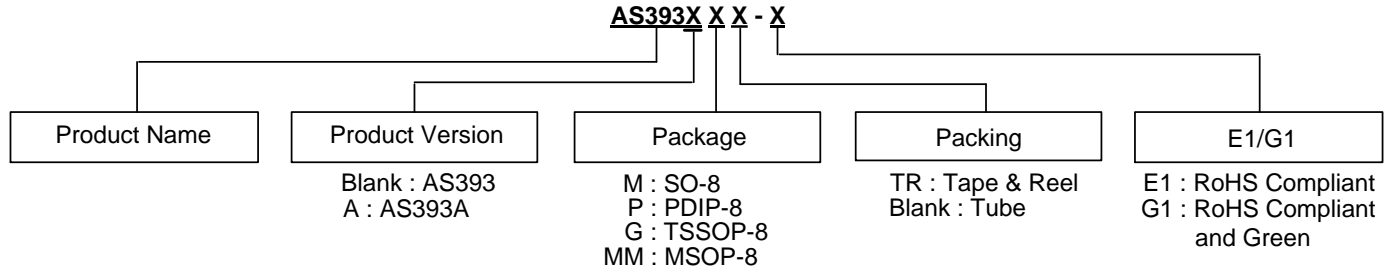 AS393X X X - X
Product Name
Product Version
Package
Packing
E1/G1
Blank : AS393
A : AS393A
M : SO-8
P : PDIP-8
G : TSSOP-8
MM : MSOP-8
TR : Tape & Reel
Blank : Tube
E1 : RoHS Compliant
G1 : RoHS Compliant
and Green